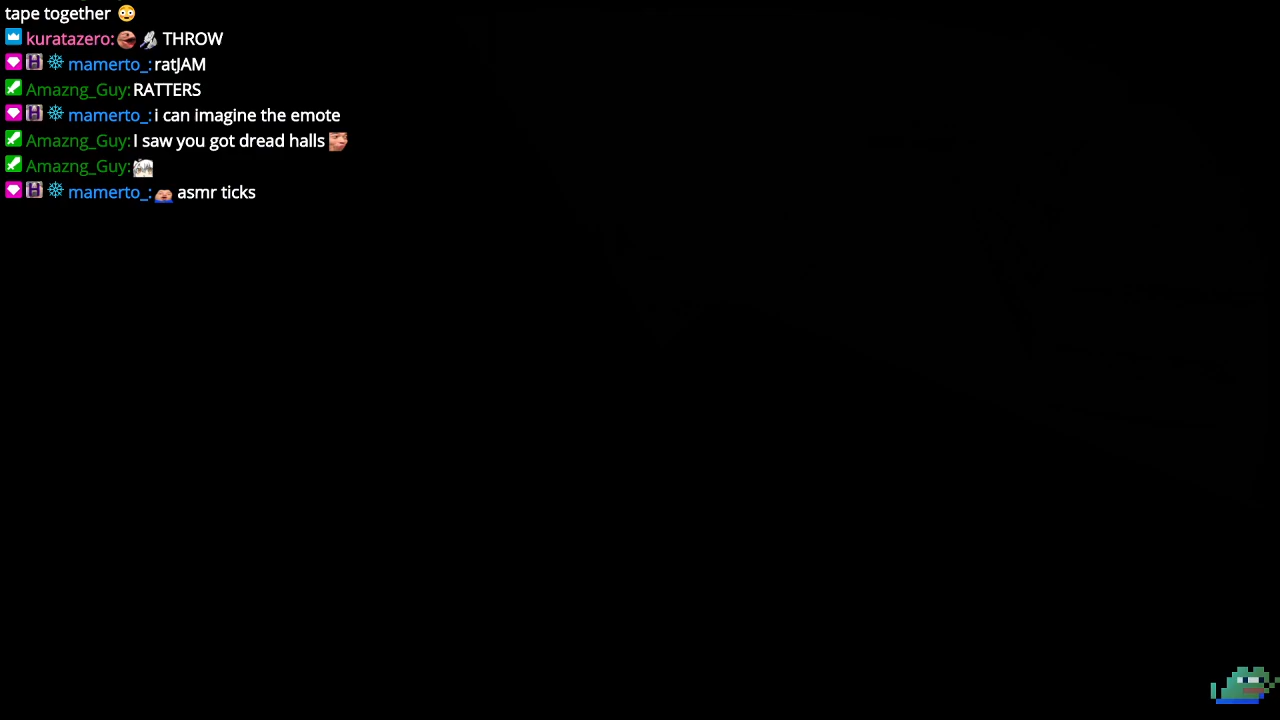 tape together 😳
kuratazero: THROW
mamerto_: ratJAM
Amazng_Guy: RATTERS
mamerto_: i can imagine the emote
Amazng_Guy: I saw you got dread halls
Amazng_Guy:
mamerto_: asmr ticks